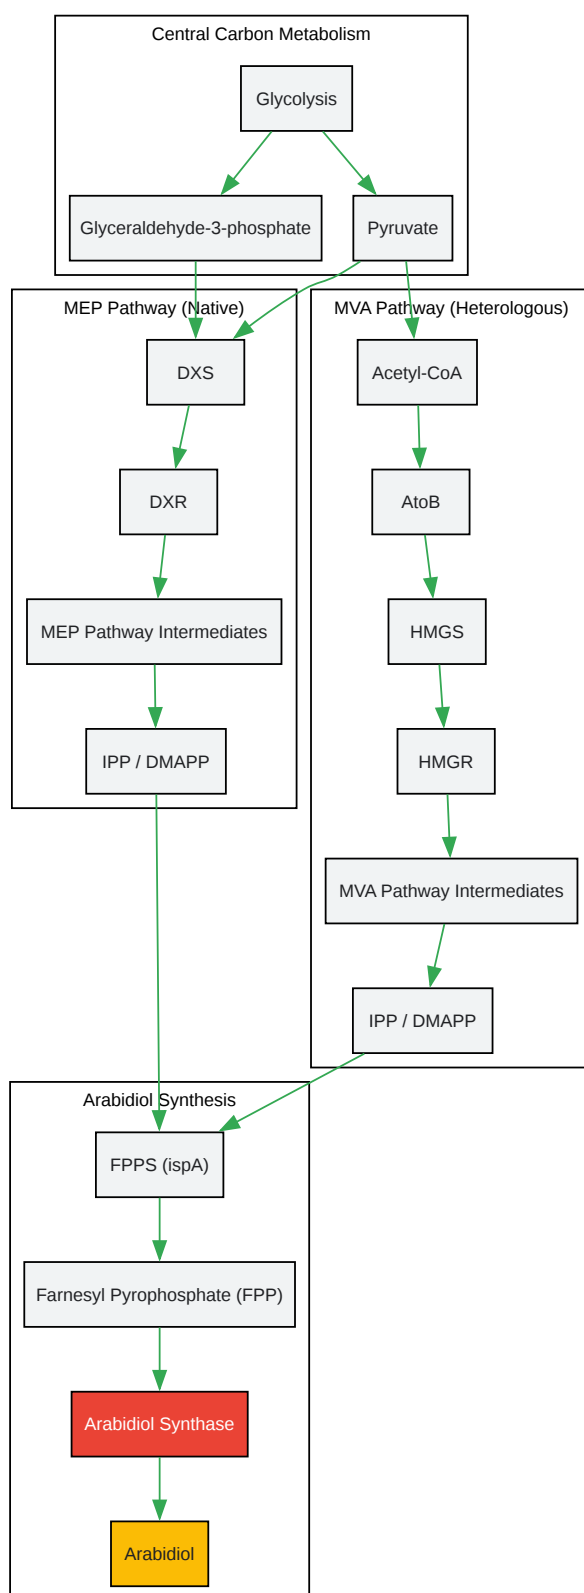 Central Carbon Metabolism
Glycolysis
Glyceraldehyde-3-phosphate
Pyruvate
MEP Pathway (Native)
DXS
DXR
MEP Pathway Intermediates
IPP / DMAPP
MVA Pathway (Heterologous)
Acetyl-CoA
AtoB
HMGS
HMGR
MVA Pathway Intermediates
IPP / DMAPP
Arabidiol Synthesis
FPPS (ispA)
Farnesyl Pyrophosphate (FPP)
Arabidiol Synthase
Arabidiol